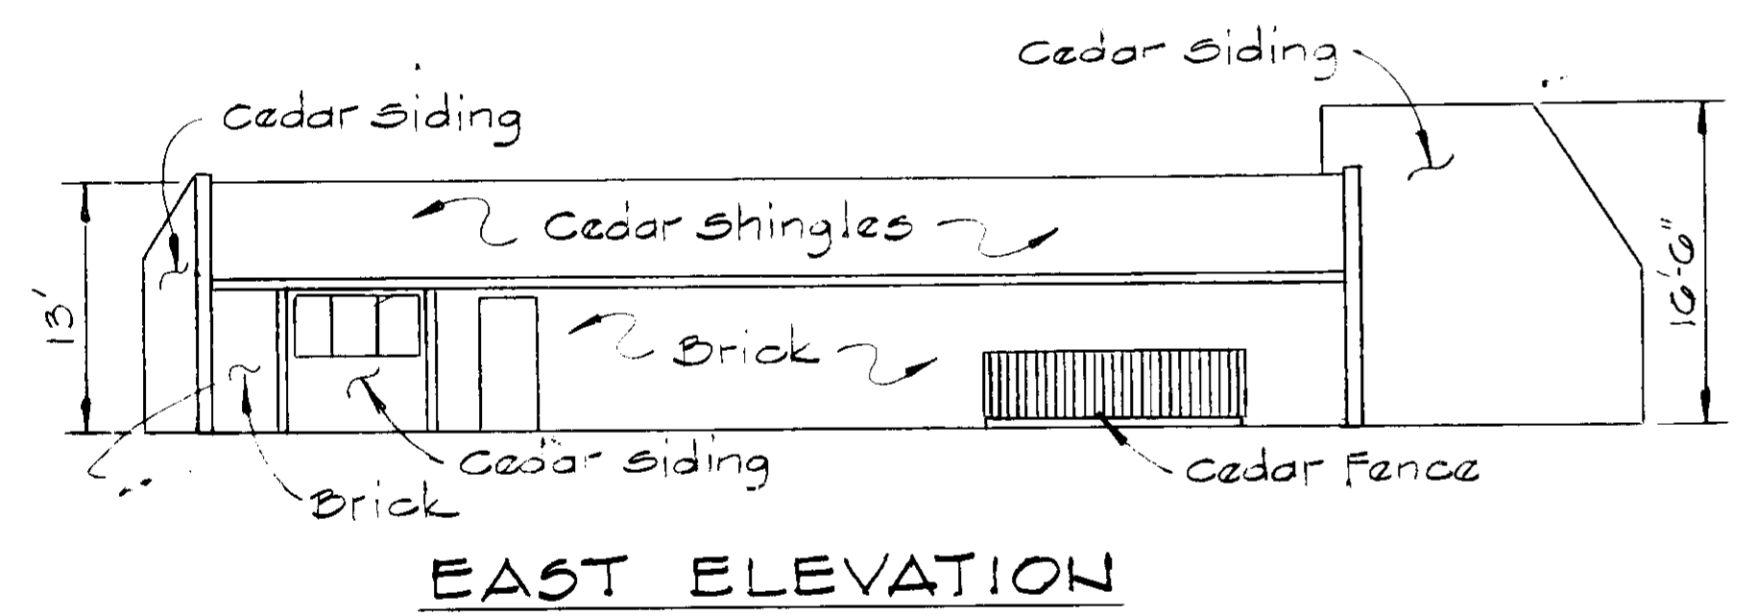 Cedar Siding
Cedar Siding
Cedar Shingles
13'
16'-6"
Brick
Cedar Siding
Cedar Fence
Brick
EAST ELEVATION